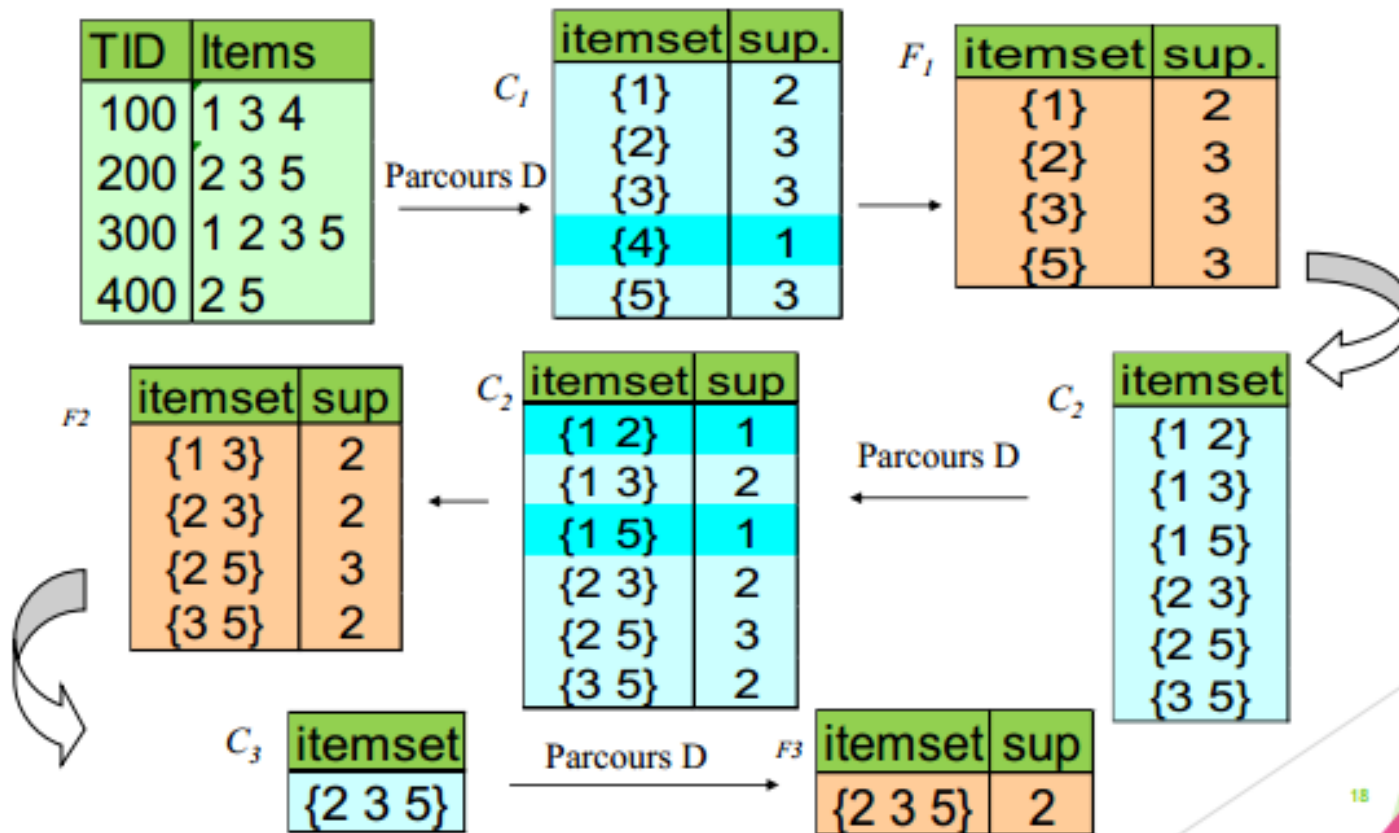 TID Items
100 1 3 4
200 2 3 5
300 1 2 3 5
400 2 5
Parcours D
C1
itemset sup.
{1} 2
{2} 3
{3} 3
{4} 1
{5} 3
F1
itemset sup.
{1} 2
{2} 3
{3} 3
{5} 3
C2
itemset
{1 2}
{1 3}
{1 5}
{2 3}
{2 5}
{3 5}
Parcours D
C2
itemset sup
{1 2} 1
{1 3} 2
{1 5} 1
{2 3} 2
{2 5} 3
{3 5} 2
F2
itemset sup
{1 3} 2
{2 3} 2
{2 5} 3
{3 5} 2
C3
itemset
{2 3 5}
Parcours D
F3
itemset sup
{2 3 5} 2
18